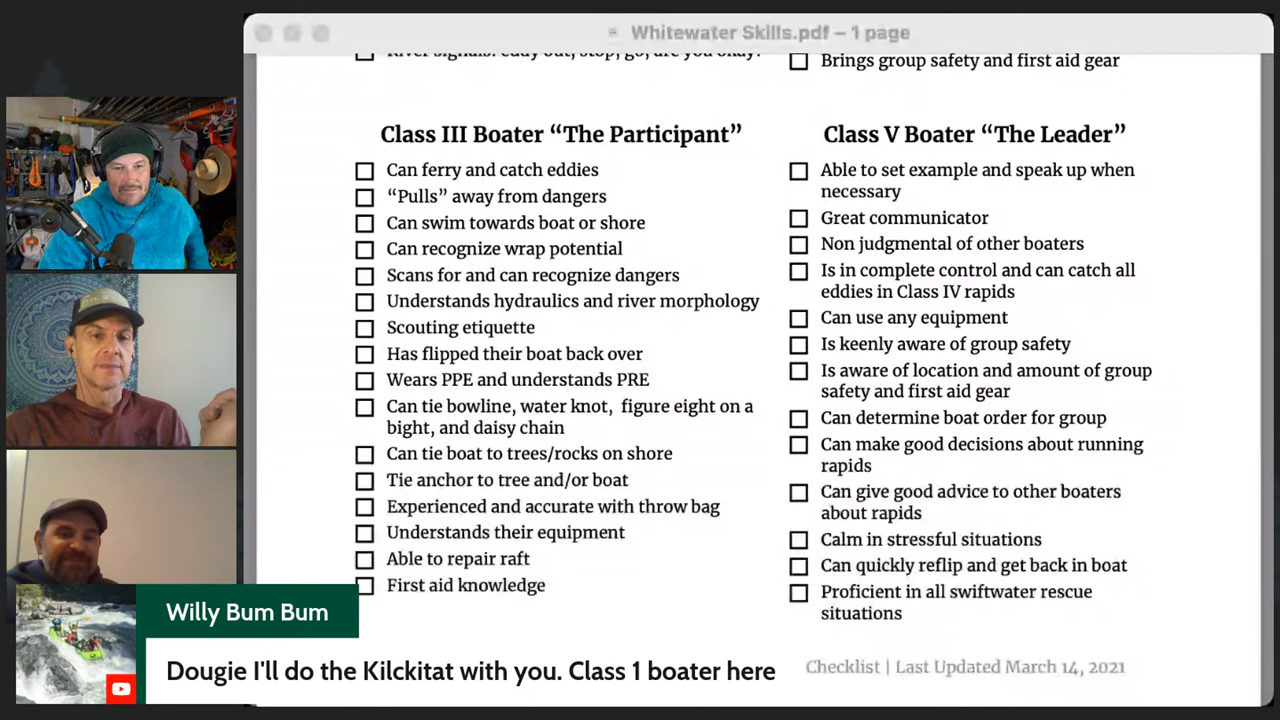 Whitewater Skills.pdf – 1 page
River signals: eddy out, stop, go, are you okay?
Brings group safety and first aid gear
Class III Boater “The Participant”
Can ferry and catch eddies
“Pulls” away from dangers
Can swim towards boat or shore
Can recognize wrap potential
Scans for and can recognize dangers
Understands hydraulics and river morphology
Scouting etiquette
Has flipped their boat back over
Wears PPE and understands PRE
Can tie bowline, water knot, figure eight on a
bight, and daisy chain
Can tie boat to trees/rocks on shore
Tie anchor to tree and/or boat
Experienced and accurate with throw bag
Understands their equipment
Able to repair raft
First aid knowledge
Class V Boater “The Leader”
Able to set example and speak up when
necessary
Great communicator
Non judgmental of other boaters
Is in complete control and can catch all
eddies in Class IV rapids
Can use any equipment
Is keenly aware of group safety
Is aware of location and amount of group
safety and first aid gear
Can determine boat order for group
Can make good decisions about running
rapids
Can give good advice to other boaters
about rapids
Calm in stressful situations
Can quickly reflip and get back in boat
Proficient in all swiftwater rescue
situations
Checklist | Last Updated March 14, 2021
Willy Bum Bum
Dougie I'll do the Kilckitat with you. Class 1 boater here